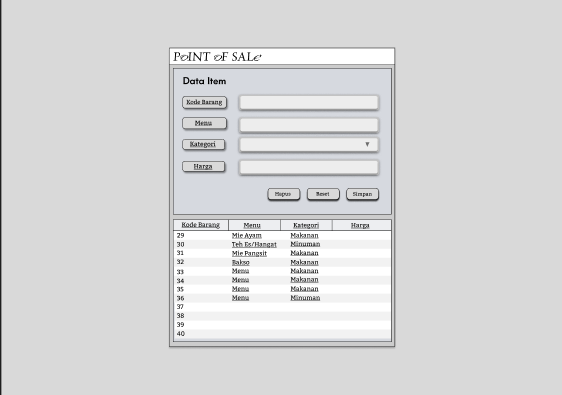 POINT OF SALE
Data Item
Kode Barang
Menu
Kategori
Harga
Hapus Reset Simpan
Kode Barang Menu Kategori Harga
29 Mie Ayam Makanan
30 Teh Es/Hangat Minuman
31 Mie Pangsit Makanan
32 Bakso Makanan
33 Menu Makanan
34 Menu Makanan
35 Menu Makanan
36 Menu Minuman
37
38
39
40